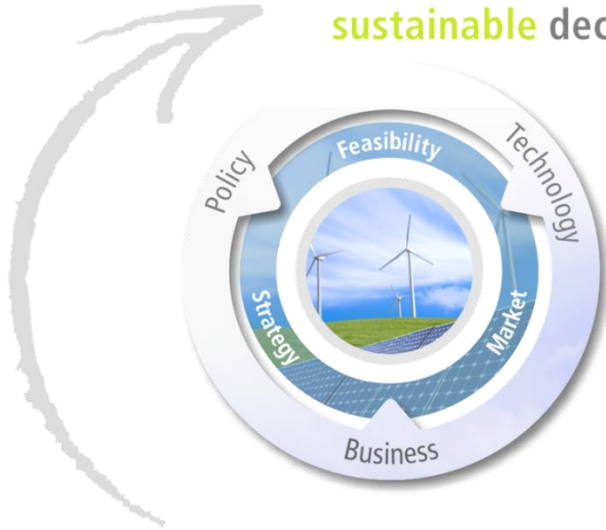 sustainable dec
Feasibility
Policy
Technology
Strategy
Market
Business